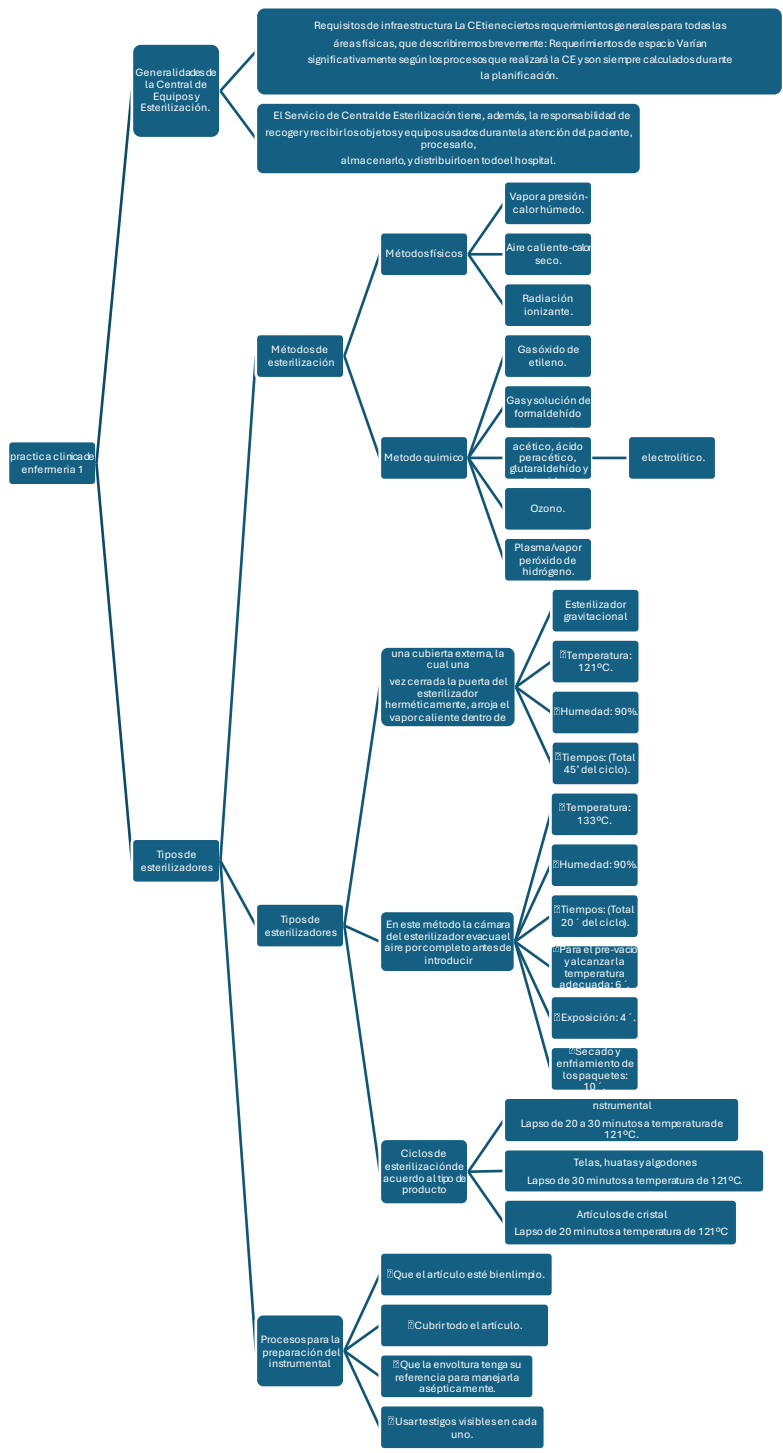 Requisitos de infraestructura La CE tiene ciertos requerimientos generales para todas las
áreas físicas, que describiremos brevemente: Requerimientos de espacio Varían
significativamente según los procesos que realizará la CE y son siempre calculados durante
la planificación.
Generalidades de
la Central de
Equipos y
Esterilización.
El Servicio de Central de Esterilización tiene, además, la responsabilidad de
recoger y recibir los objetos y equipos usados durante la atención del paciente,
procesarlo,
almacenarlo, y distribuirlo en todo el hospital.
practica clinica de
enfermeria 1
Tipos de
esterilizadores
Métodos de
esterilización
Métodos físicos
Vapor a presión-
calor húmedo.
Aire caliente-calor
seco.
Radiación
ionizante.
Metodo quimico
Gas óxido de
etileno.
Gas y solución de
formaldehído
acético, ácido
peracético,
glutaraldehído y
electrolítico.
Ozono.
Plasma/vapor
peróxido de
hidrógeno.
Tipos de
esterilizadores
una cubierta externa, la
cual una
vez cerrada la puerta del
esterilizador
herméticamente, arroja el
vapor caliente dentro de
Esterilizador
gravitacional
Temperatura:
121ºC.
Humedad: 90%.
Tiempos: (Total
45' del ciclo).
En este método la cámara
del esterilizador evacua el
aire por completo antes de
introducir
Temperatura:
133ºC.
Humedad: 90%.
Tiempos: (Total
20 ´ del ciclo).
Para el pre-vacio
y alcanzar la
temperatura
adecuada: 6 ´.
Exposición: 4 ´.
Secado y
enfriamiento de
los paquetes:
10 ´.
Ciclos de
esterilización de
acuerdo al tipo de
producto
nstrumental
Lapso de 20 a 30 minutos a temperatura de
121ºC.
Telas, huatas y algodones
Lapso de 30 minutos a temperatura de 121ºC.
Artículos de cristal
Lapso de 20 minutos a temperatura de 121ºC
Procesos para la
preparación del
instrumental
Que el artículo esté bien limpio.
Cubrir todo el artículo.
Que la envoltura tenga su
referencia para manejarla
asépticamente.
Usar testigos visibles en cada
uno.